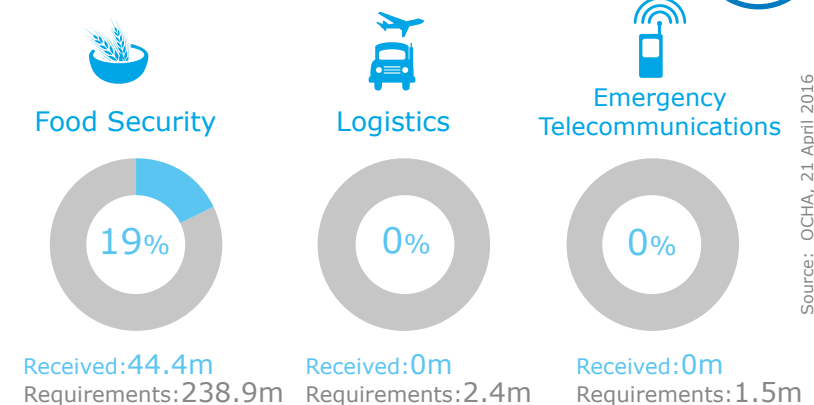 Food Security
19%
Received:44.4m
Requirements:238.9m
Logistics
0%
Received:0m
Requirements:2.4m
Emergency
Telecommunications
0%
Received:0m
Requirements:1.5m
Source: OCHA, 21 April 2016